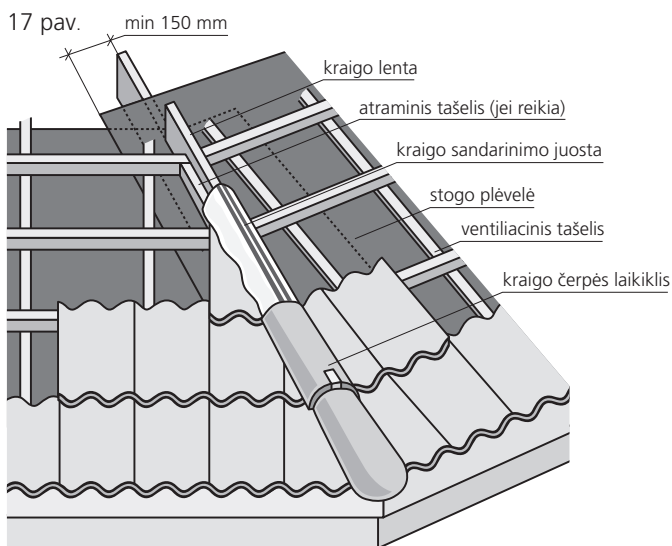 17 pav.
min 150 mm
kraigo lenta
atraminis tašelis (jei reikia)
kraigo sandarinimo juosta
stogo plėvelė
ventiliacinis tašelis
kraigo čerpės laikiklis